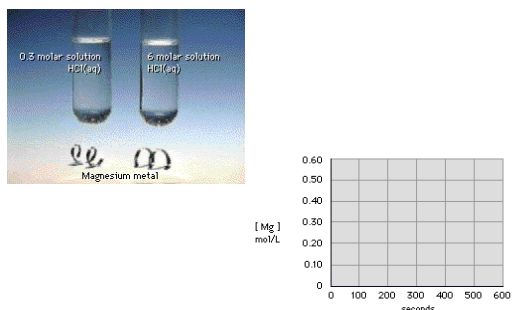 0.3 molar solution
HCl(aq)
6 molar solution
HCl(aq)
Magnesium metal
[ Mg ]
mol/L
0.60
0.50
0.40
0.30
0.20
0.10
0
0 100 200 300 400 500 600
seconds